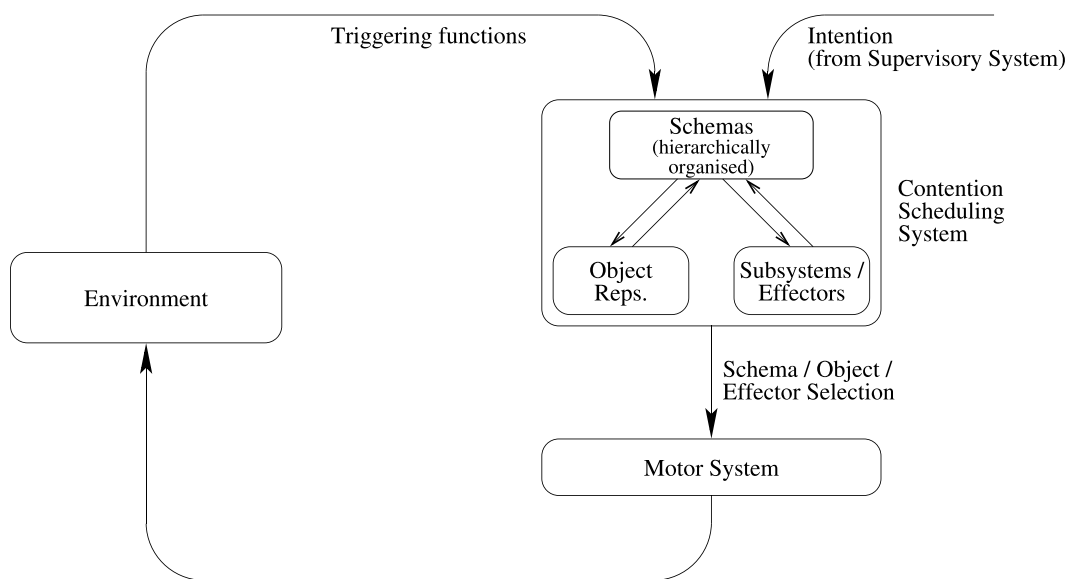 Triggering functions
Intention
(from Supervisory System)
Schemas
(hierarchically
organised)
Contention
Scheduling
System
Object
Reps.
Subsystems /
Effectors
Environment
Schema / Object /
Effector Selection
Motor System